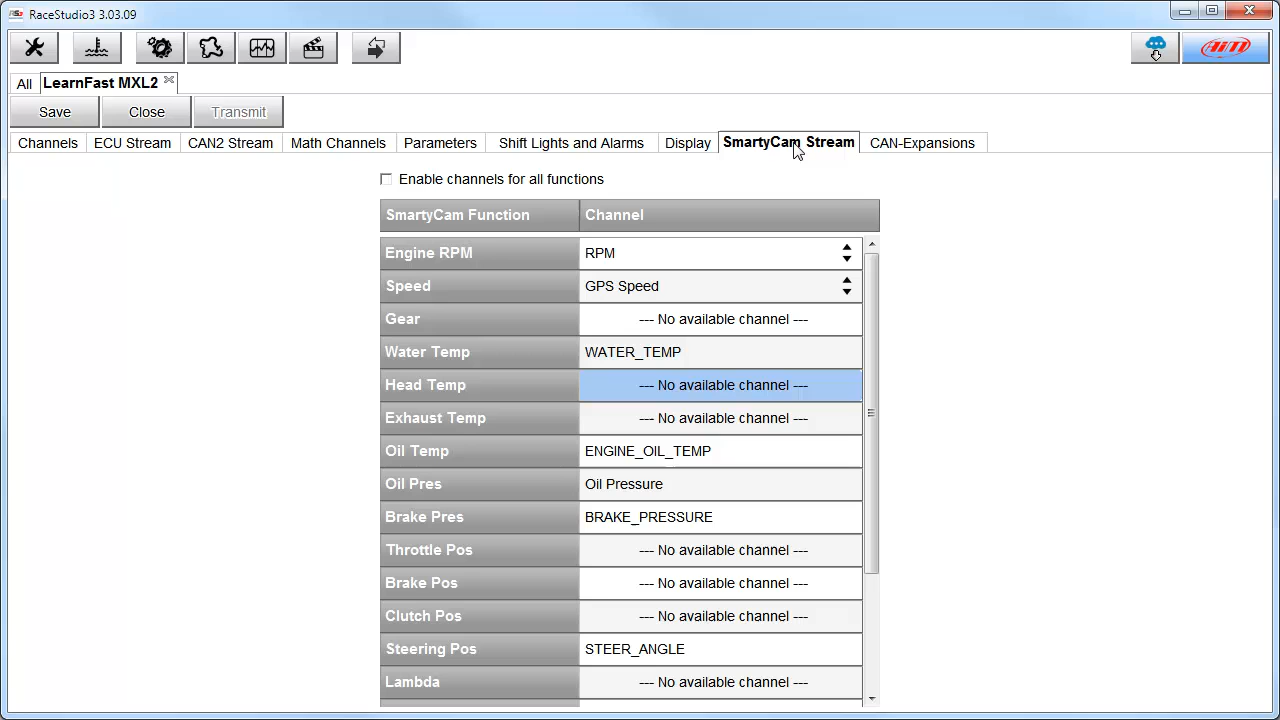 RaceStudio3 3.03.09
AiM
All
LearnFast MXL2
Save
Close
Transmit
Channels
ECU Stream
CAN2 Stream
Math Channels
Parameters
Shift Lights and Alarms
Display
SmartyCam Stream
CAN-Expansions
Enable channels for all functions
SmartyCam Function Channel
Engine RPM RPM
Speed GPS Speed
Gear --- No available channel ---
Water Temp WATER_TEMP
Head Temp --- No available channel ---
Exhaust Temp --- No available channel ---
Oil Temp ENGINE_OIL_TEMP
Oil Pres Oil Pressure
Brake Pres BRAKE_PRESSURE
Throttle Pos --- No available channel ---
Brake Pos --- No available channel ---
Clutch Pos --- No available channel ---
Steering Pos STEER_ANGLE
Lambda --- No available channel ---